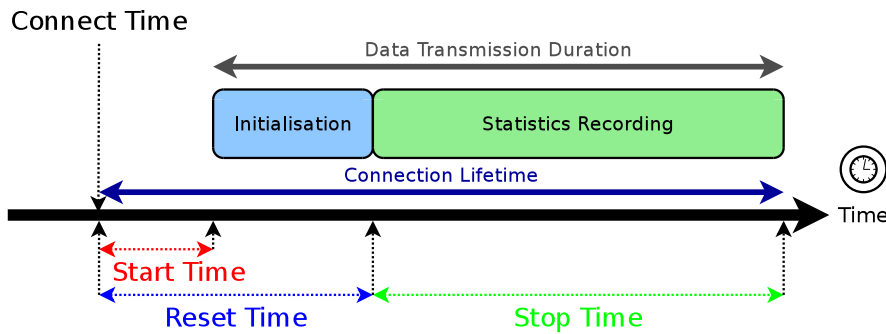 Connect Time
Data Transmission Duration
Initialisation
Statistics Recording
Connection Lifetime
Time
Start Time
Reset Time
Stop Time